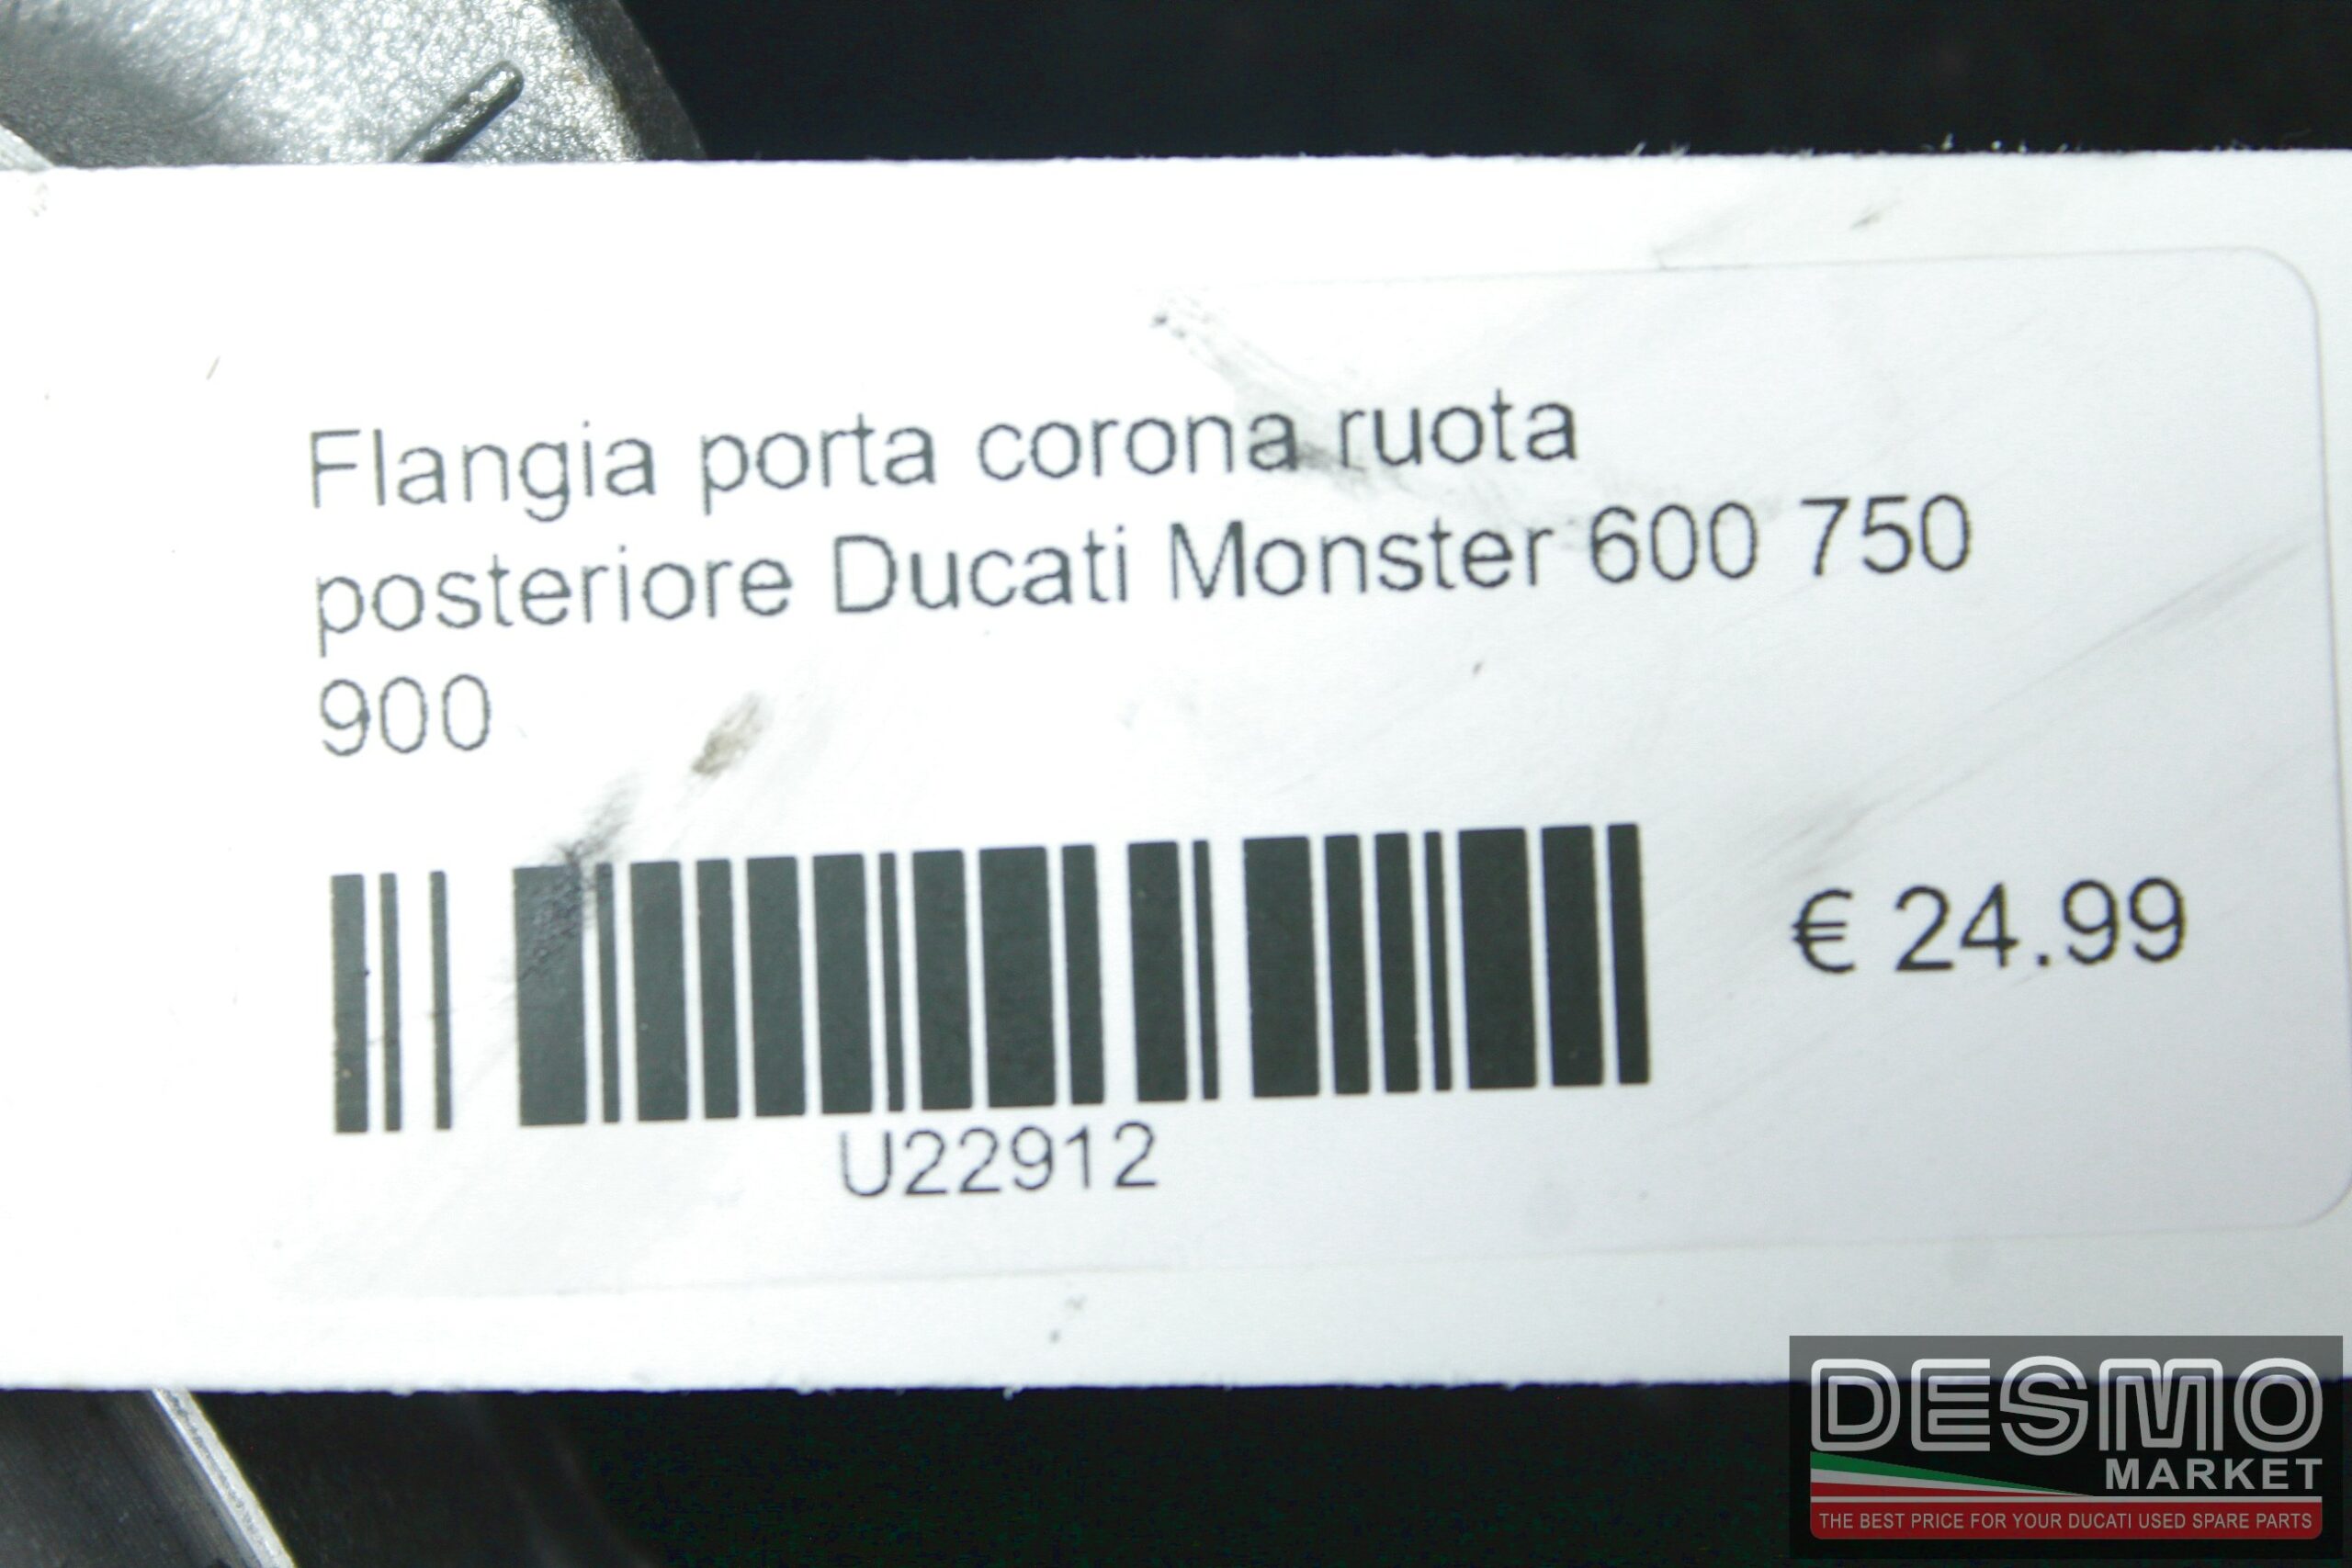 Flangia porta corona ruota
posteriore Ducati Monster 600 750
900
€ 24.99
U22912
DESMO
MARKET
THE BEST PRICE FOR YOUR DUCATI USED SPARE PARTS